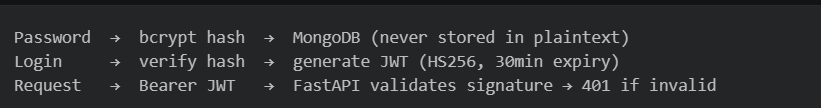 Password → bcrypt hash → MongoDB (never stored in plaintext)
Login → verify hash → generate JWT (HS256, 30min expiry)
Request → Bearer JWT → FastAPI validates signature → 401 if invalid